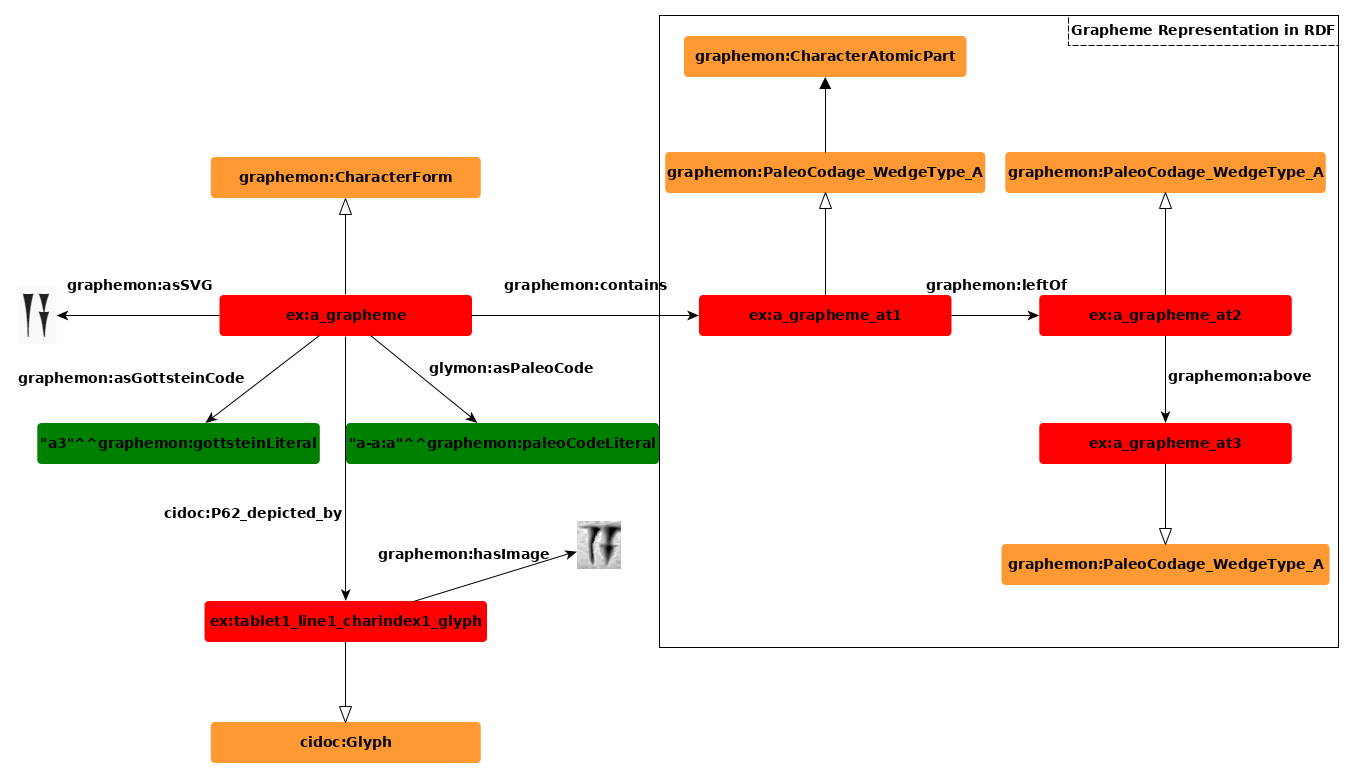 Grapheme Representation in RDF
graphemon:CharacterAtomicPart
graphemon:CharacterForm
graphemon:PaleoCodage_WedgeType_A
graphemon:PaleoCodage_WedgeType_A
graphemon:asSVG
graphemon:contains
graphemon:leftOf
ex:a_grapheme
ex:a_grapheme_at1
ex:a_grapheme_at2
graphemon:asGottsteinCode
glymon:asPaleoCode
graphemon:above
"a3"^^graphemon:gottsteinLiteral
"a-a:a"^^graphemon:paleoCodeLiteral
ex:a_grapheme_at3
cidoc:P62_depicted_by
graphemon:hasImage
graphemon:PaleoCodage_WedgeType_A
ex:tablet1_line1_charindex1_glyph
cidoc:Glyph